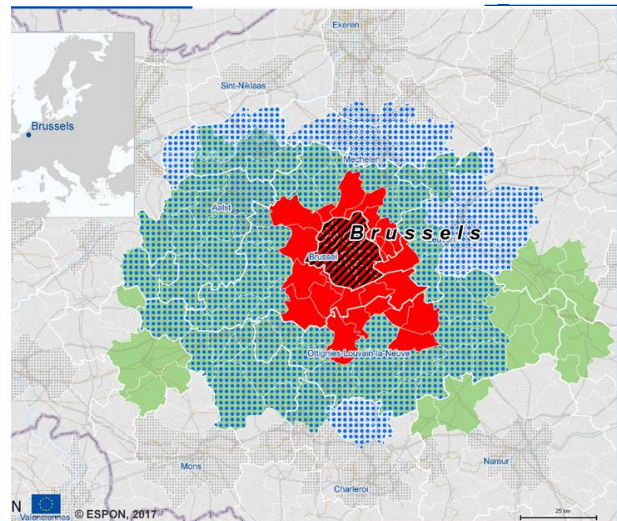 Ekeren
Sint-Niklaas
Brussels
Mechelen
Aalst
Brussels
Brussel
Ottignies-Louvain-la-Neuve
Mons
Namur
Charleroi
N
Valenciennes
© ESPON, 2017
25 km